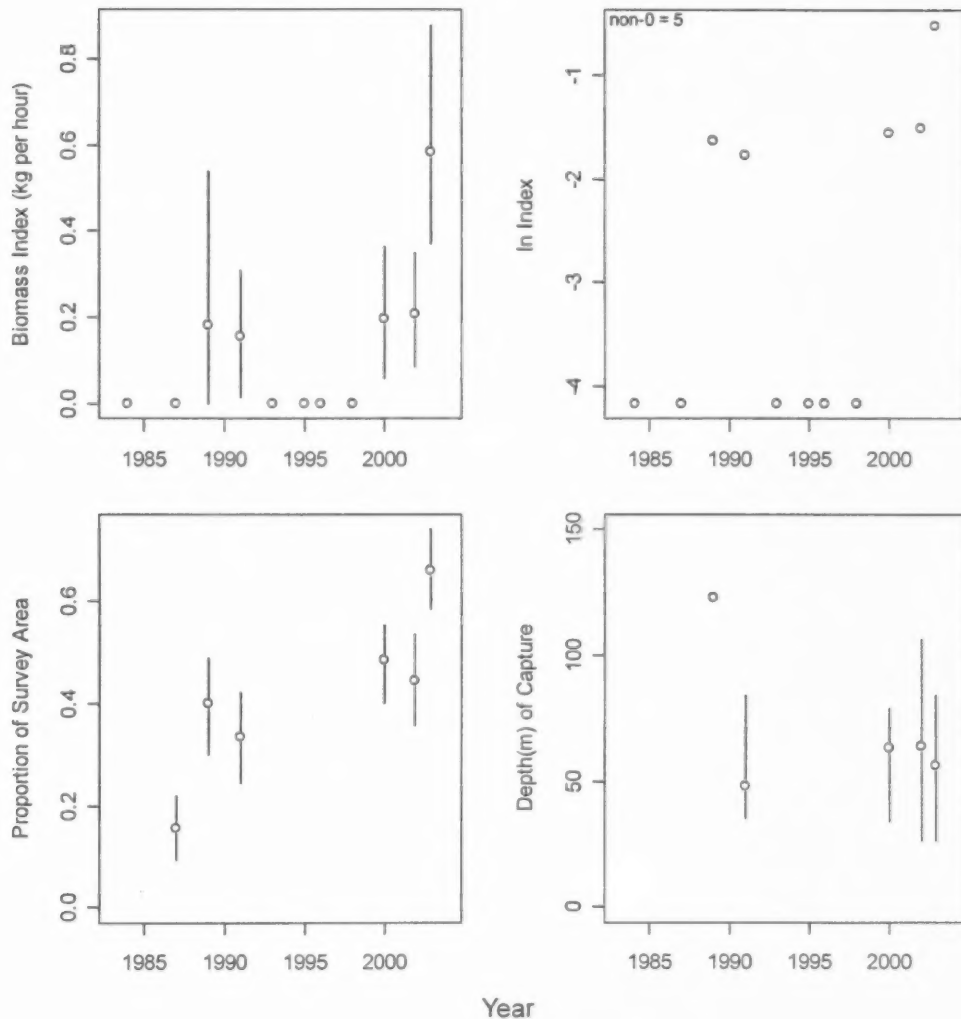 non-0 = 5
Biomass Index (kg per hour)
0.8
0.6
0.4
0.2
0.0
1985 1990 1995 2000
ln Index
-1
-2
-3
-4
1985 1990 1995 2000
Proportion of Survey Area
0.6
0.4
0.2
0.0
1985 1990 1995 2000
Depth(m) of Capture
150
100
50
0
1985 1990 1995 2000
Year